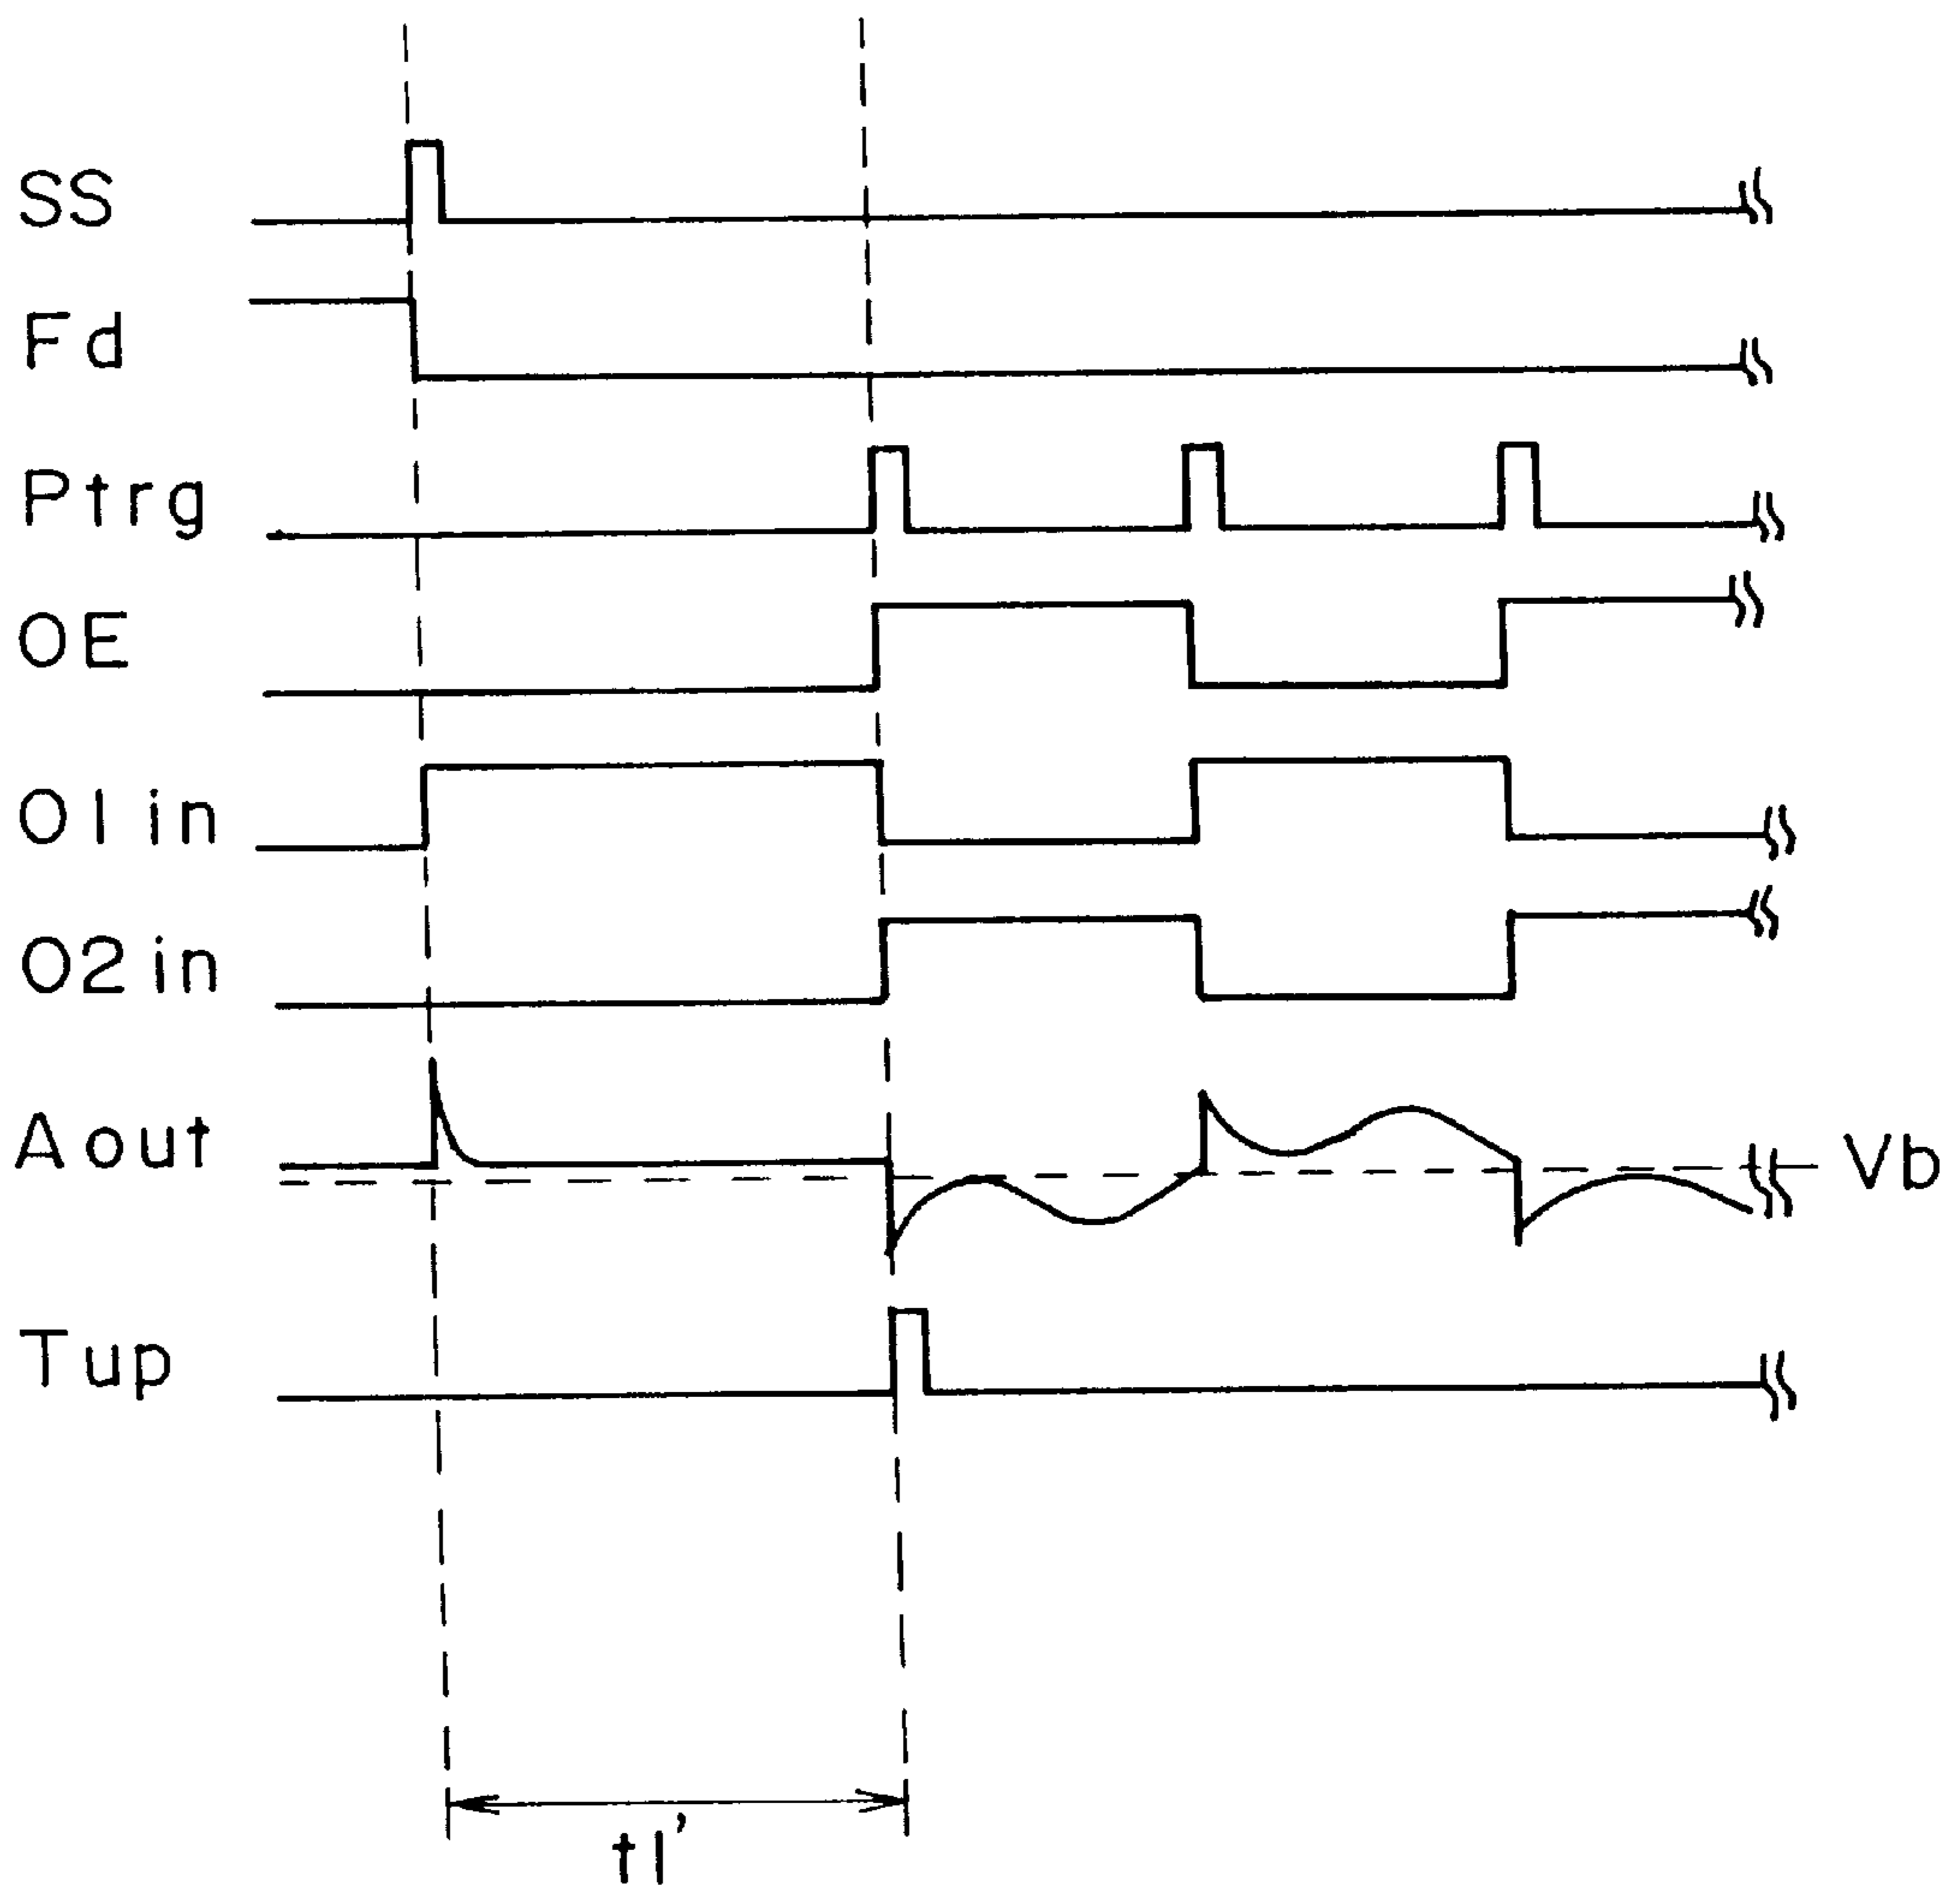 SS
Fd
Ptrg
OE
O1in
O2in
Aout
Vb
Tup
t1'